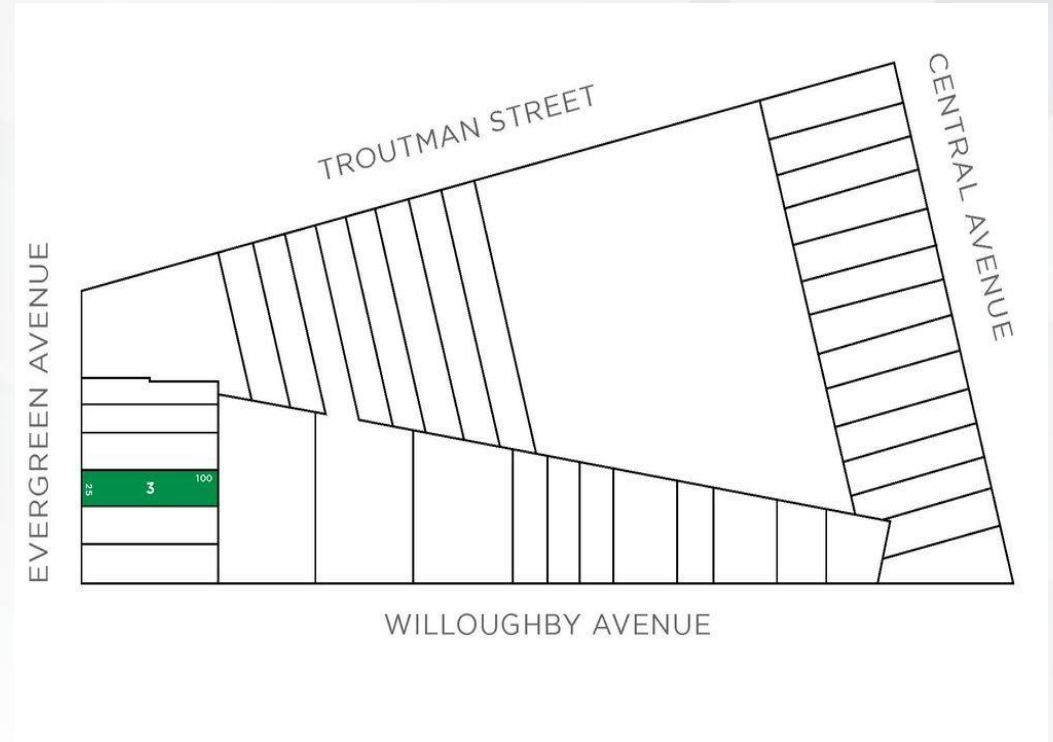 TROUTMAN STREET
CENTRAL AVENUE
EVERGREEN AVENUE
25
3
100
WILLOUGHBY AVENUE